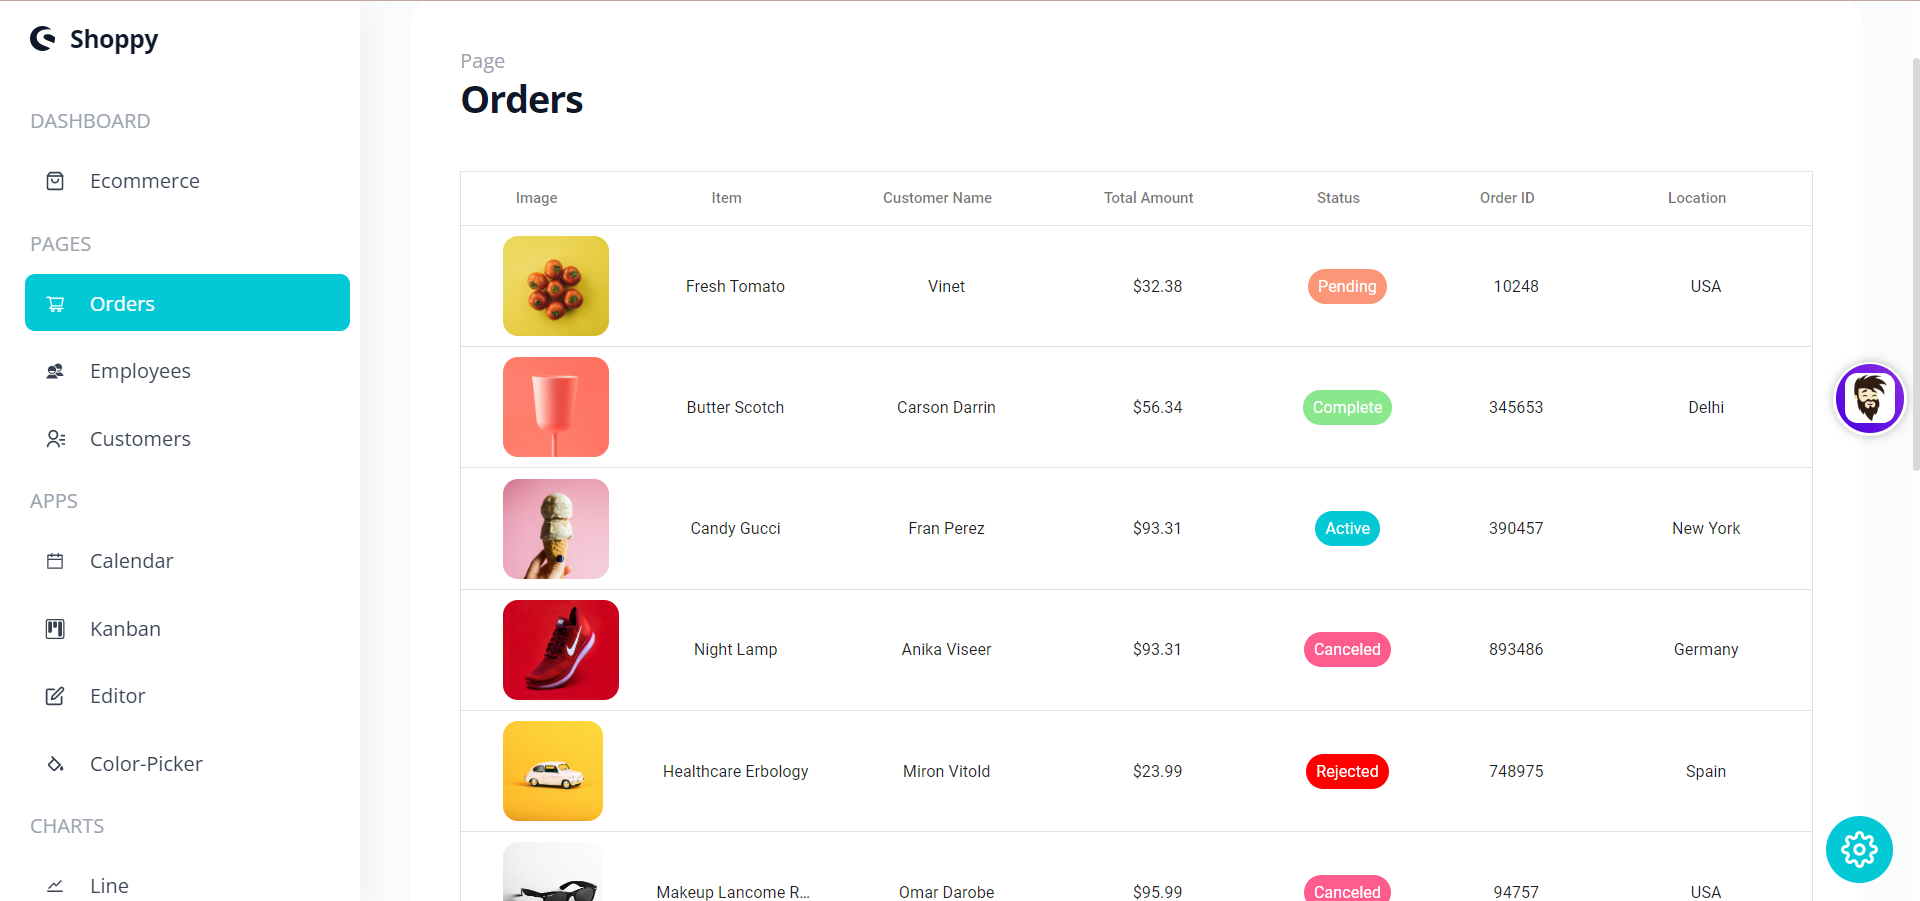 Shoppy
DASHBOARD
Ecommerce
PAGES
Orders
Employees
Customers
APPS
Calendar
Kanban
Editor
Color-Picker
CHARTS
Line
Page
Orders
Image Item Customer Name Total Amount Status Order ID Location
Fresh Tomato Vinet $32.38 Pending 10248 USA
Butter Scotch Carson Darrin $56.34 Complete 345653 Delhi
Candy Gucci Fran Perez $93.31 Active 390457 New York
Night Lamp Anika Viseer $93.31 Canceled 893486 Germany
Healthcare Erbology Miron Vitold $23.99 Rejected 748975 Spain
Makeup Lancome R... Omar Darobe $95.99 Canceled 94757 USA